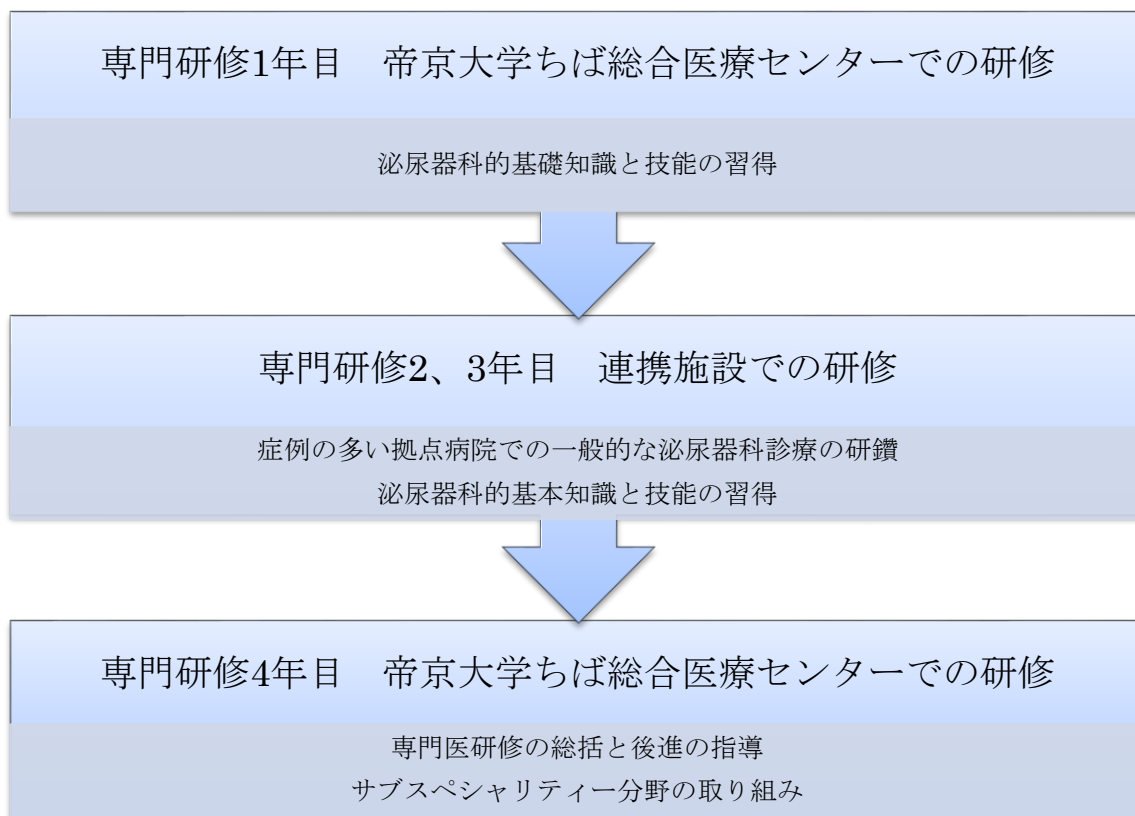 専門研修1年目　帝京大学ちば総合医療センターでの研修
泌尿器科的基礎知識と技能の習得
専門研修2、3年目　連携施設での研修
症例の多い拠点病院での一般的な泌尿器科診療の研鑽
泌尿器科的基本知識と技能の習得
専門研修4年目　帝京大学ちば総合医療センターでの研修
専門医研修の総括と後進の指導
サブスペシャリティー分野の取り組み